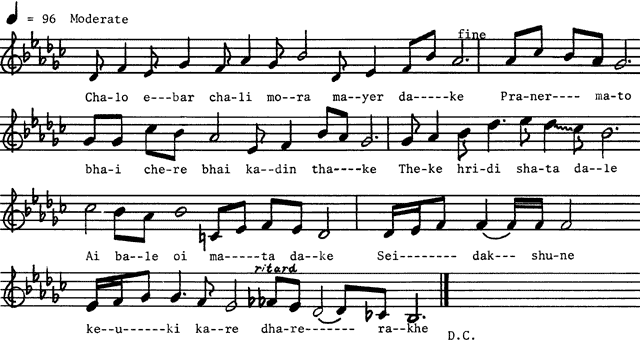 = 96 Moderate
fine
Cha-lo e---bar cha-li mo--ra ma--yer da-----ke Pra-ner---- ma-to
bha-i che-re bhai ka--din tha----ke The-ke hri-di sha-ta da--le
Ai ba--le oi ma-----ta da--ke Sei-------- dak--- shu-ne
ritard
ke--u------ki ka--re dha-re------- ra--khe
D.C.